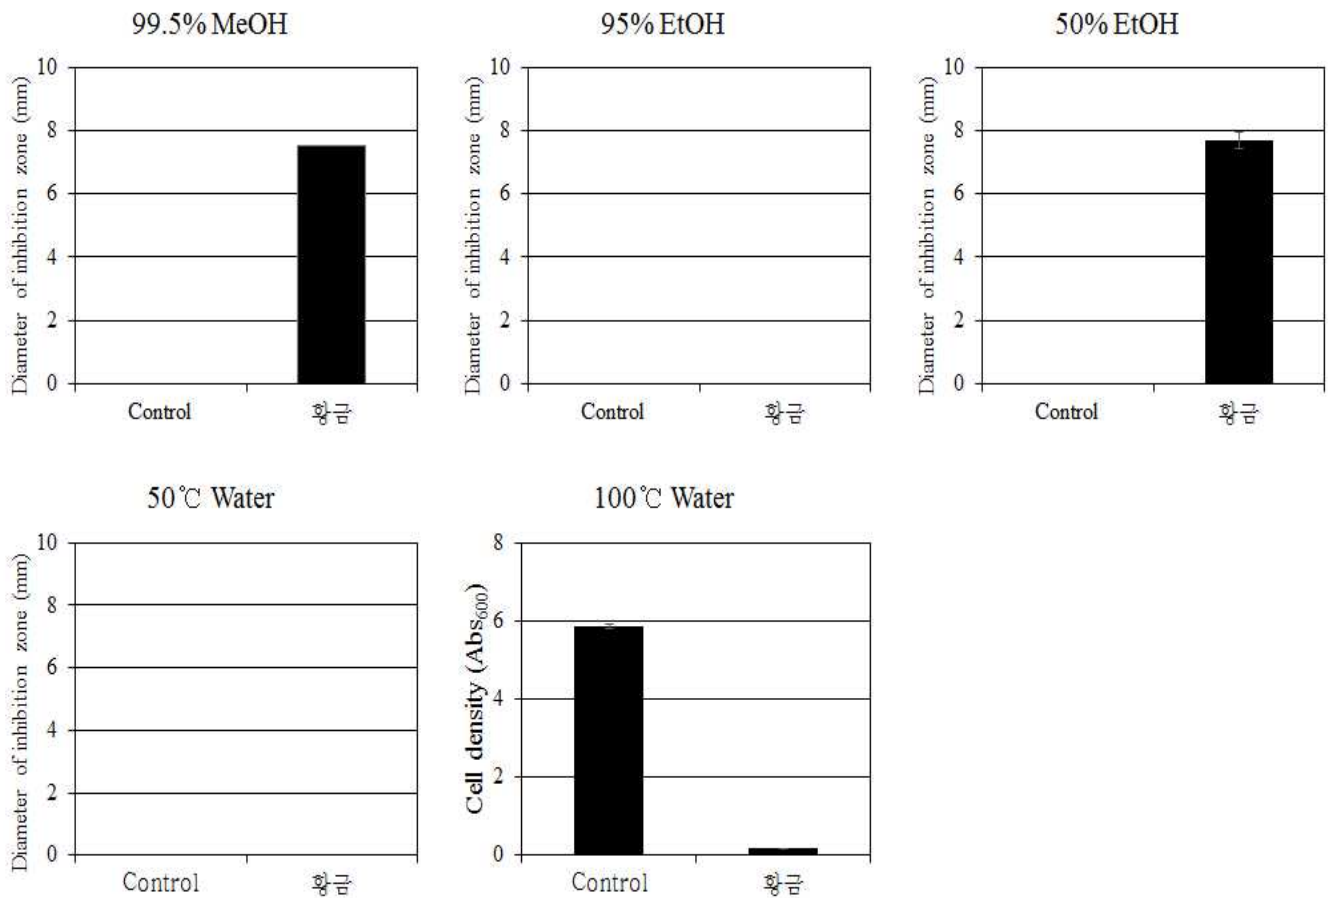 99.5% MeOH
Diameter of inhibition zone (mm)
10
8
6
4
2
0
Control
황금
95% EtOH
Diameter of inhibition zone (mm)
10
8
6
4
2
0
Control
황금
50% EtOH
Diameter of inhibition zone (mm)
10
8
6
4
2
0
Control
황금
50℃ Water
Diameter of inhibition zone (mm)
10
8
6
4
2
0
Control
황금
100℃ Water
Cell density (Abs600)
8
6
4
2
0
Control
황금